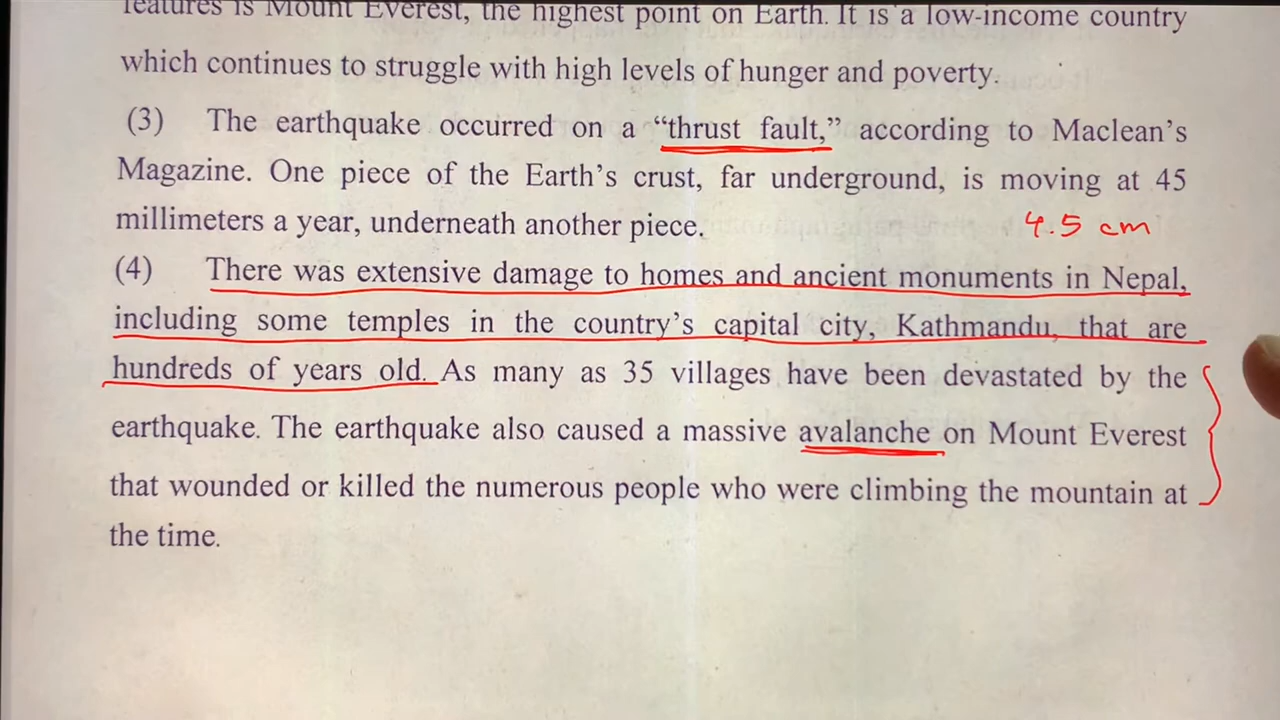 features is Mount Everest, the highest point on Earth. It is a low-income country
which continues to struggle with high levels of hunger and poverty.
(3) The earthquake occurred on a “thrust fault,” according to Maclean’s
Magazine. One piece of the Earth’s crust, far underground, is moving at 45
millimeters a year, underneath another piece.
4.5 cm
(4) There was extensive damage to homes and ancient monuments in Nepal,
including some temples in the country’s capital city, Kathmandu, that are
hundreds of years old. As many as 35 villages have been devastated by the
earthquake. The earthquake also caused a massive avalanche on Mount Everest
that wounded or killed the numerous people who were climbing the mountain at
the time.